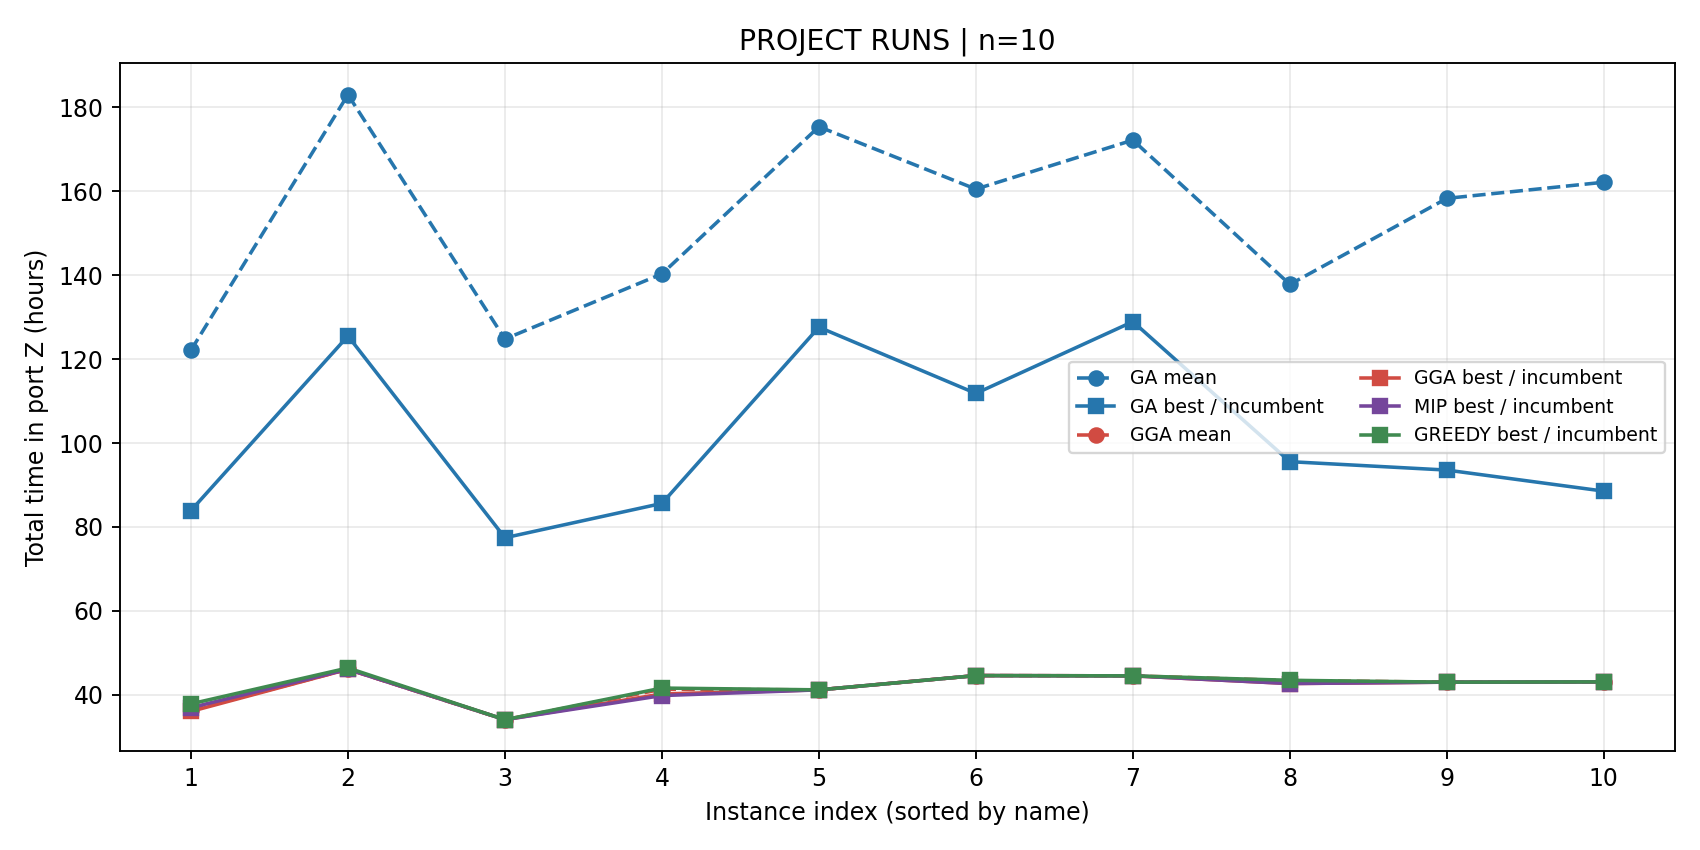 PROJECT RUNS | n=10
Total time in port Z (hours)
180
160
140
120
100
80
60
40
GA mean
GA best / incumbent
GGA mean
GGA best / incumbent
MIP best / incumbent
GREEDY best / incumbent
1 2 3 4 5 6 7 8 9 10
Instance index (sorted by name)